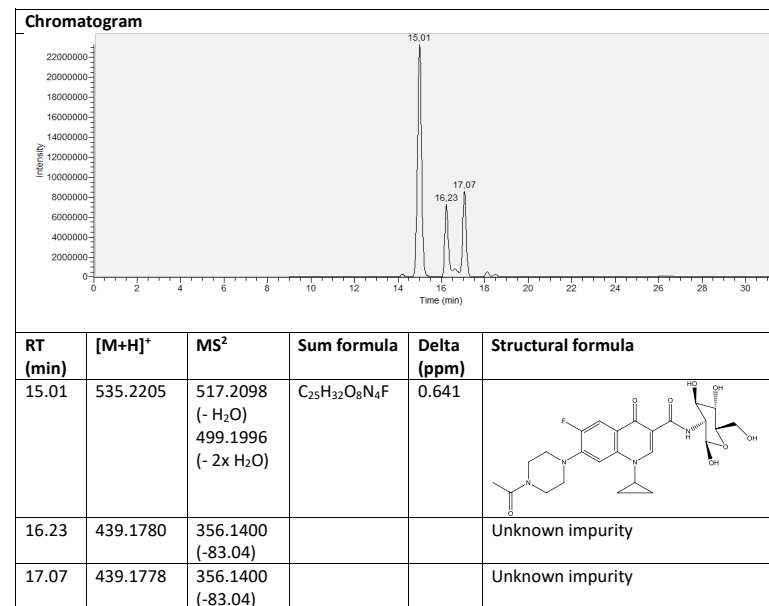 Chromatogram
15,01
22000000
20000000
18000000
16000000
14000000
12000000
10000000
8000000
6000000
4000000
2000000
0
Intensity
16,23
17,07
0 2 4 6 8 10 12 14 16 18 20 22 24 26 28 30
Time (min)
RT (min) [M+H]+ MS2 Sum formula Delta (ppm) Structural formula
15.01 535.2205 517.2098 C25H32O8N4F 0.641
(- H2O)
499.1996
(- 2x H2O)
HO OH
O O
F
N H
OH
O
N
OH
N
N
O
16.23 439.1780 356.1400 Unknown impurity
(-83.04)
17.07 439.1778 356.1400 Unknown impurity
(-83.04)